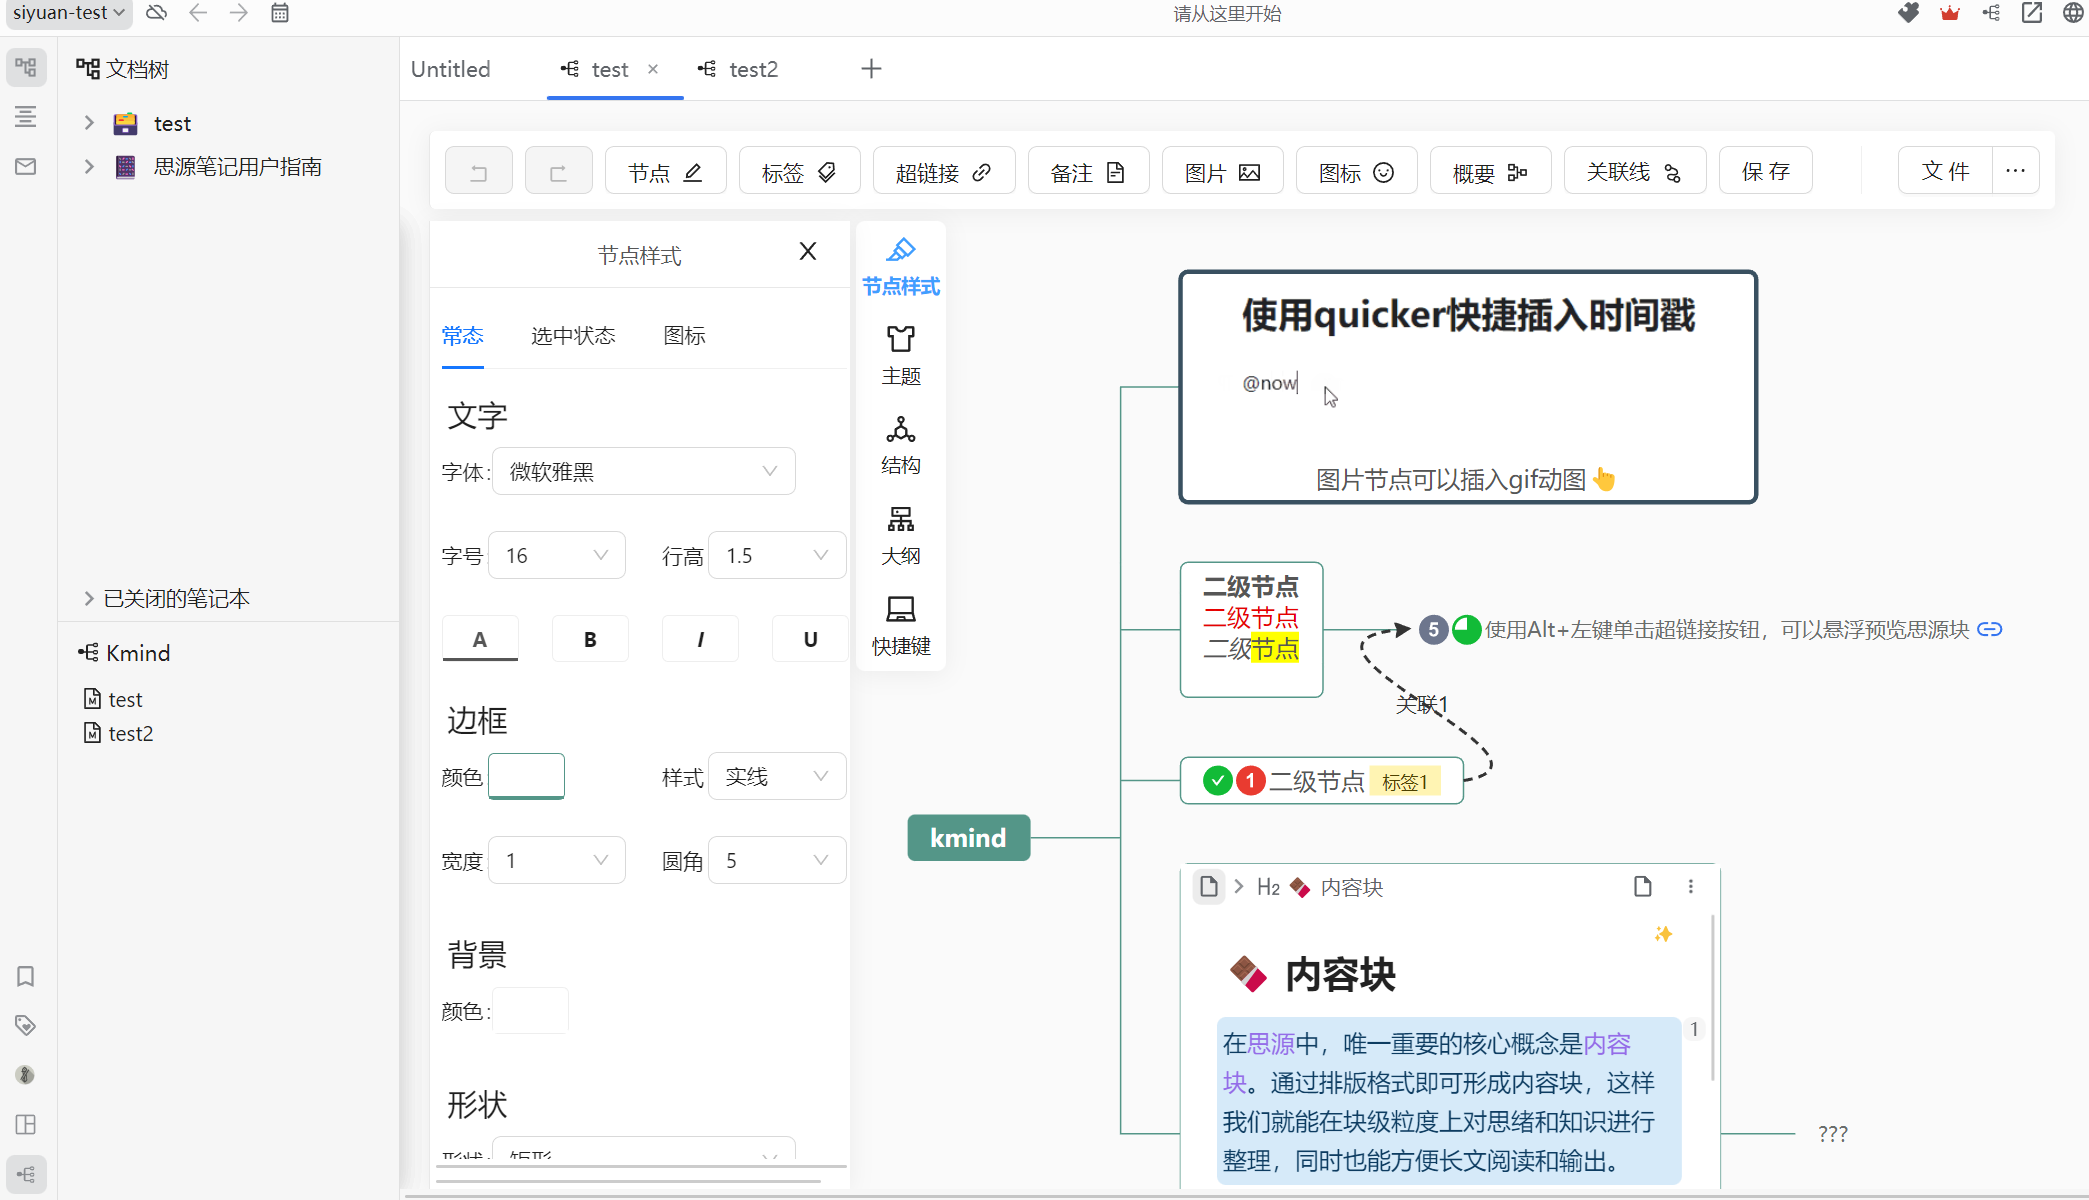 siyuan-test
请从这里开始
文档树
test
思源笔记用户指南
已关闭的笔记本
Kmind
test
test2
Untitled
test
test2
节点
标签
超链接
备注
图片
图标
概要
关联线
保 存
文 件
节点样式
常态
选中状态
图标
文字
字体:
微软雅黑
字号
16
行高
1.5
A
B
I
U
边框
颜色
样式
实线
宽度
1
圆角
5
背景
颜色:
形状
形状:
矩形
节点样式
主题
结构
大纲
快捷键
使用quicker快捷插入时间戳
@now
图片节点可以插入gif动图
二级节点
二级节点
二级节点
5
使用Alt+左键单击超链接按钮，可以悬浮预览思源块
关联1
1
二级节点
标签1
kmind
H2
内容块
内容块
在思源中，唯一重要的核心概念是内容
块。通过排版格式即可形成内容块，这样
我们就能在块级粒度上对思绪和知识进行
整理，同时也能方便长文阅读和输出。
1
???